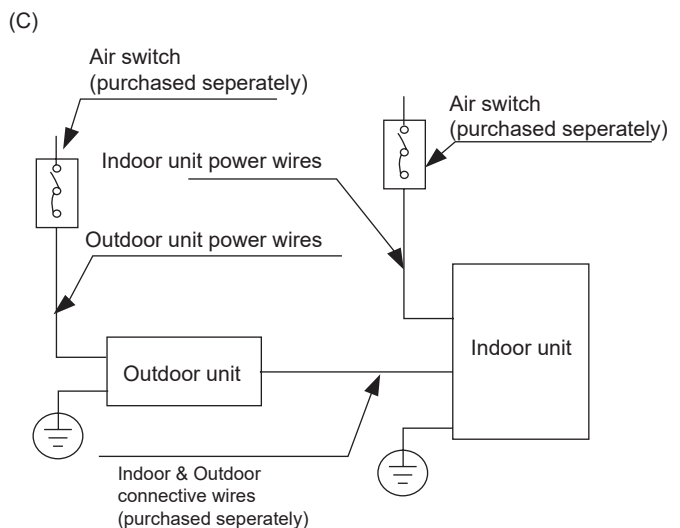 (C)
Air switch
(purchased seperately)
Air switch
(purchased seperately)
Indoor unit power wires
Outdoor unit power wires
Indoor unit
Outdoor unit
Indoor & Outdoor
connective wires
(purchased seperately)